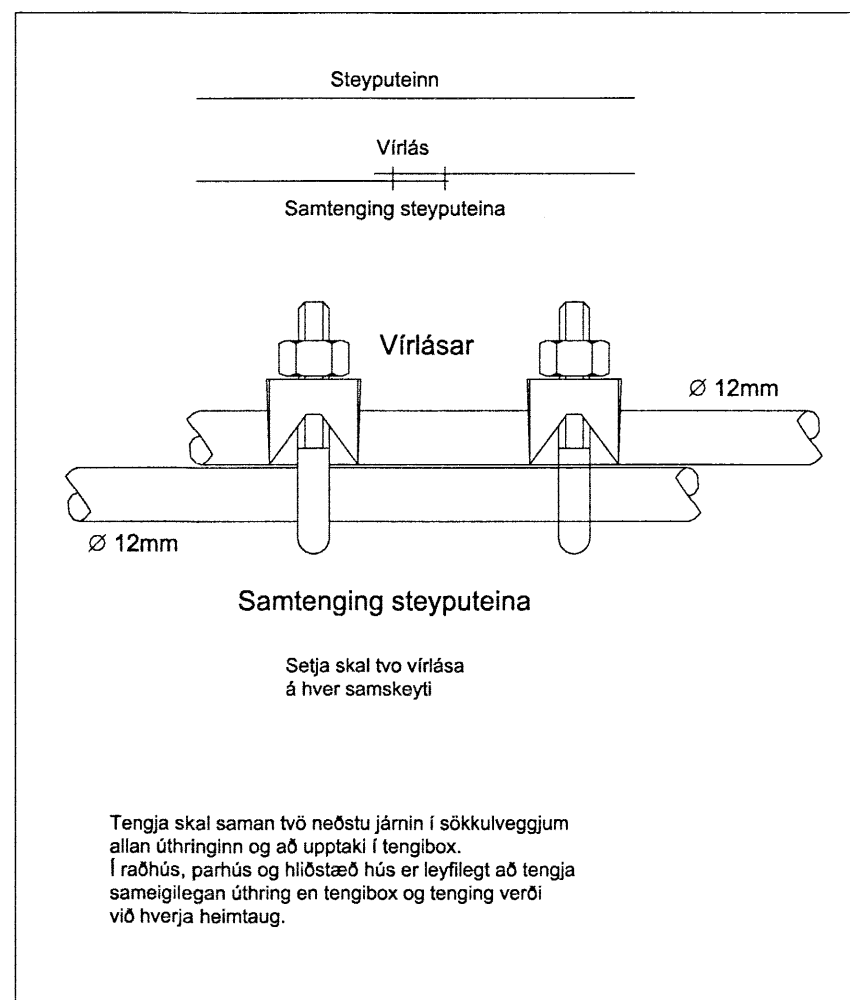 Steyputeinn
Vírlás
Samtenging steyputeina
Vírlásar
Ø 12mm
Ø 12mm
Samtenging steyputeina
Setja skal tvo vírlása
á hver samskeyti
Tengja skal saman tvö neðstu járnin í sökkulveggjum
allan úthringinn og að upptaki í tengibox.
Í raðhús, parhús og hliðstæð hús er leyfilegt að tengja
sameigilegan úthring en tengibox og tenging verði
við hverja heimtaug.